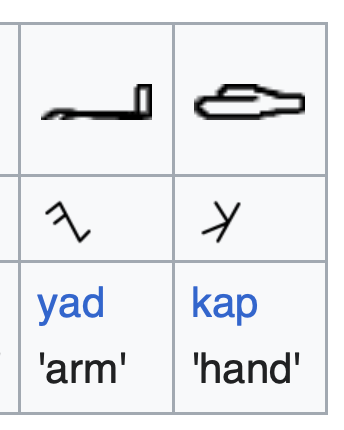 𓂝 𓂧
𐤉 𐤊
yad kap
'arm' 'hand'